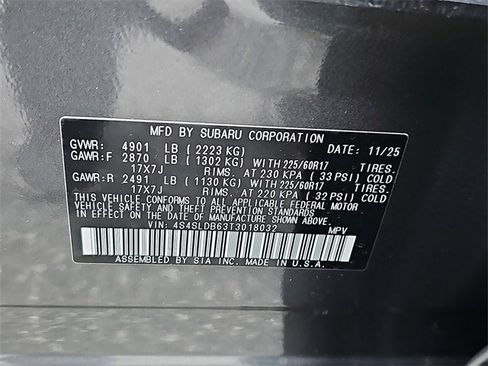 MFD BY SUBARU CORPORATION
GVWR: 4901 LB ( 2223 KG) DATE: 11/25
GAWR:F 2870 LB ( 1302 KG) WITH 225/60R17 TIRES.
17X7J RIMS. AT 230 KPA ( 33 PSI) COLD
GAWR:R 2491 LB ( 1130 KG) WITH 225/60R17 TIRES.
17X7J RIMS. AT 220 KPA ( 32 PSI) COLD
THIS VEHICLE CONFORMS TO ALL APPLICABLE FEDERAL MOTOR
VEHICLE SAFETY AND THEFT PREVENTION STANDARDS
IN EFFECT ON THE DATE OF MANUFACTURE SHOWN ABOVE.
VIN: 4S4SLDB63T3018032 MPV
ASSEMBLED BY SIA INC. MADE IN U.S.A.